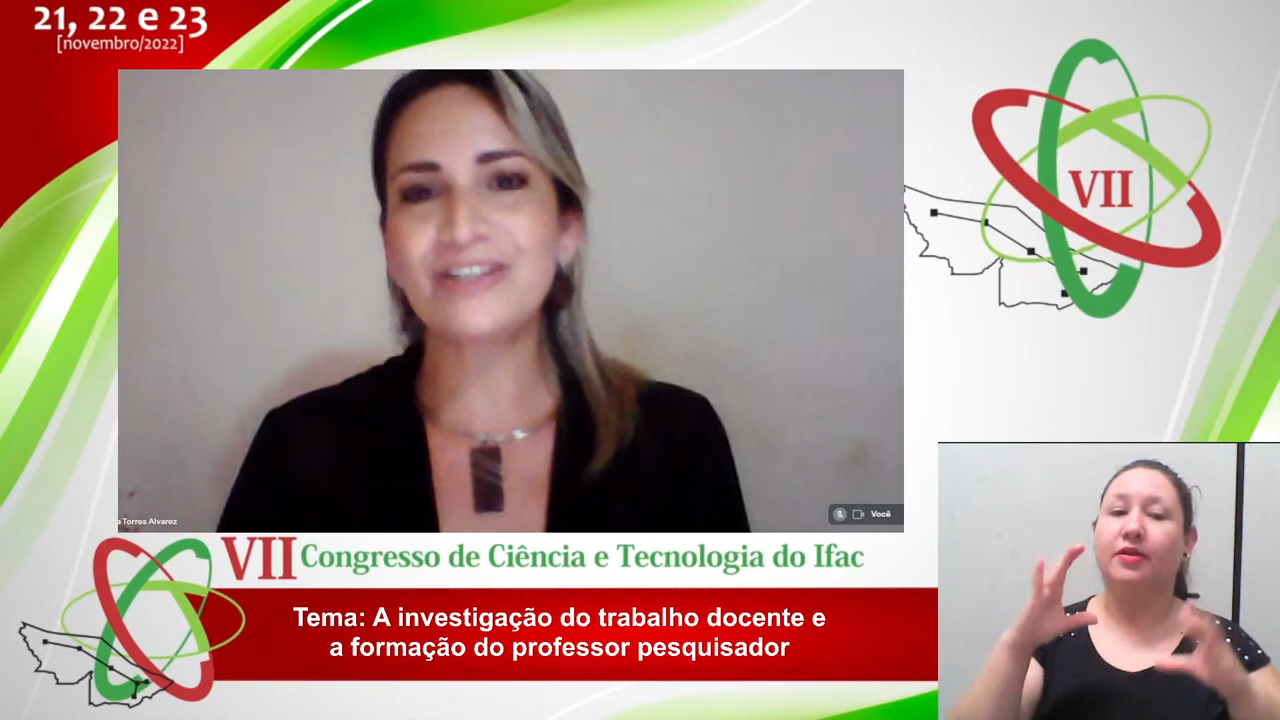 21, 22 e 23
[novembro/2022]
VII
a Torres Alvarez
Você
VII Congresso de Ciência e Tecnologia do Ifac
Tema: A investigação do trabalho docente e
a formação do professor pesquisador